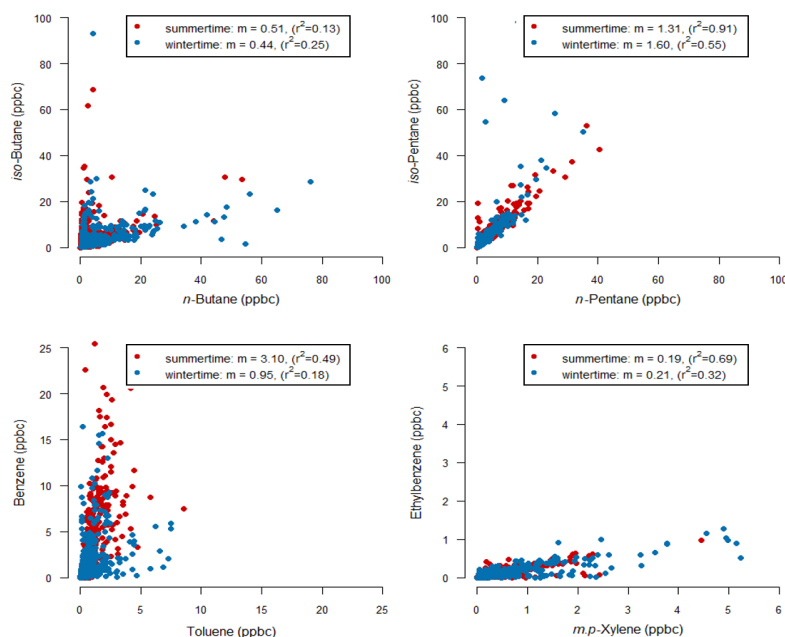 summertime: m = 0.51, (r²=0.13)
wintertime: m = 0.44, (r²=0.25)
100
80
60
40
20
0
iso-Butane (ppbc)
0 20 40 60 80 100
n-Butane (ppbc)
summertime: m = 1.31, (r²=0.91)
wintertime: m = 1.60, (r²=0.55)
100
80
60
40
20
0
iso-Pentane (ppbc)
0 20 40 60 80 100
n-Pentane (ppbc)
summertime: m = 3.10, (r²=0.49)
wintertime: m = 0.95, (r²=0.18)
25
20
15
10
5
0
Benzene (ppbc)
0 5 10 15 20 25
Toluene (ppbc)
summertime: m = 0.19, (r²=0.69)
wintertime: m = 0.21, (r²=0.32)
6
5
4
3
2
1
0
Ethylbenzene (ppbc)
0 1 2 3 4 5 6
m.p-Xylene (ppbc)